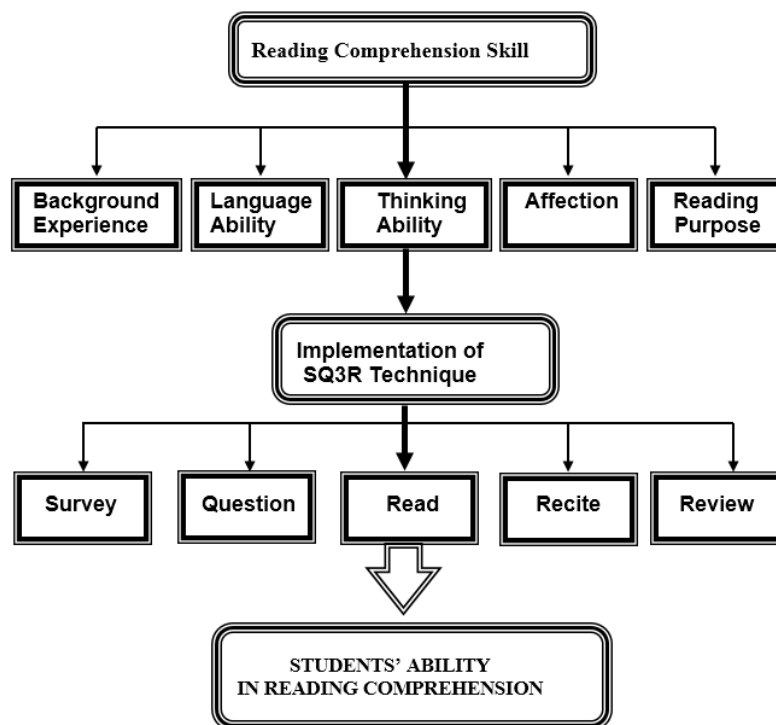 Reading Comprehension Skill
Background
Experience
Language
Ability
Thinking
Ability
Affection
Reading
Purpose
Implementation of
SQ3R Technique
Survey
Question
Read
Recite
Review
STUDENTS’ ABILITY
IN READING COMPREHENSION